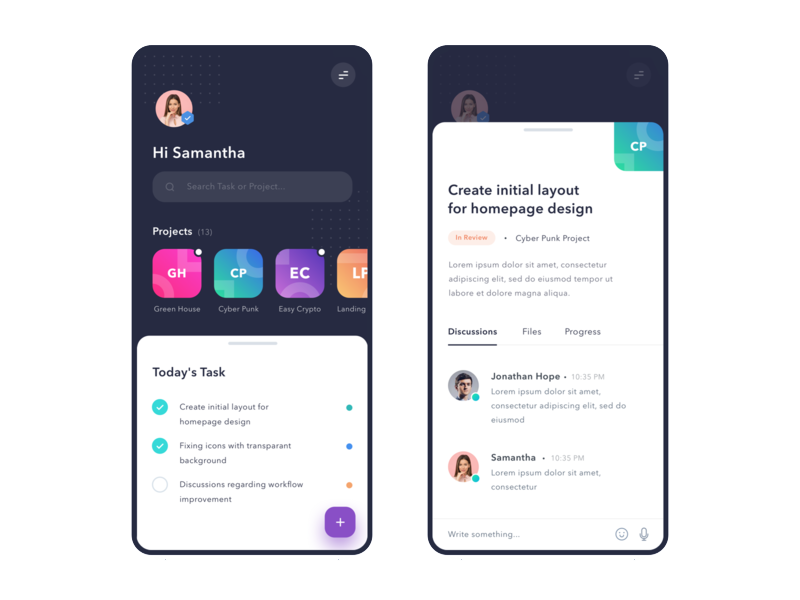 Hi Samantha
Search Task or Project...
Projects (13)
GH
CP
EC
LP
Green House
Cyber Punk
Easy Crypto
Landing
Today's Task
Create initial layout for
homepage design
Fixing icons with transparant
background
Discussions regarding workflow
improvement
+
CP
Create initial layout
for homepage design
In Review • Cyber Punk Project
Lorem ipsum dolor sit amet, consectetur
adipiscing elit, sed do eiusmod tempor ut
labore et dolore magna aliqua.
Discussions Files Progress
Jonathan Hope • 10:35 PM
Lorem ipsum dolor sit amet,
consectetur adipiscing elit, sed do
eiusmod
Samantha • 10:35 PM
Lorem ipsum dolor sit amet,
consectetur
Write something...